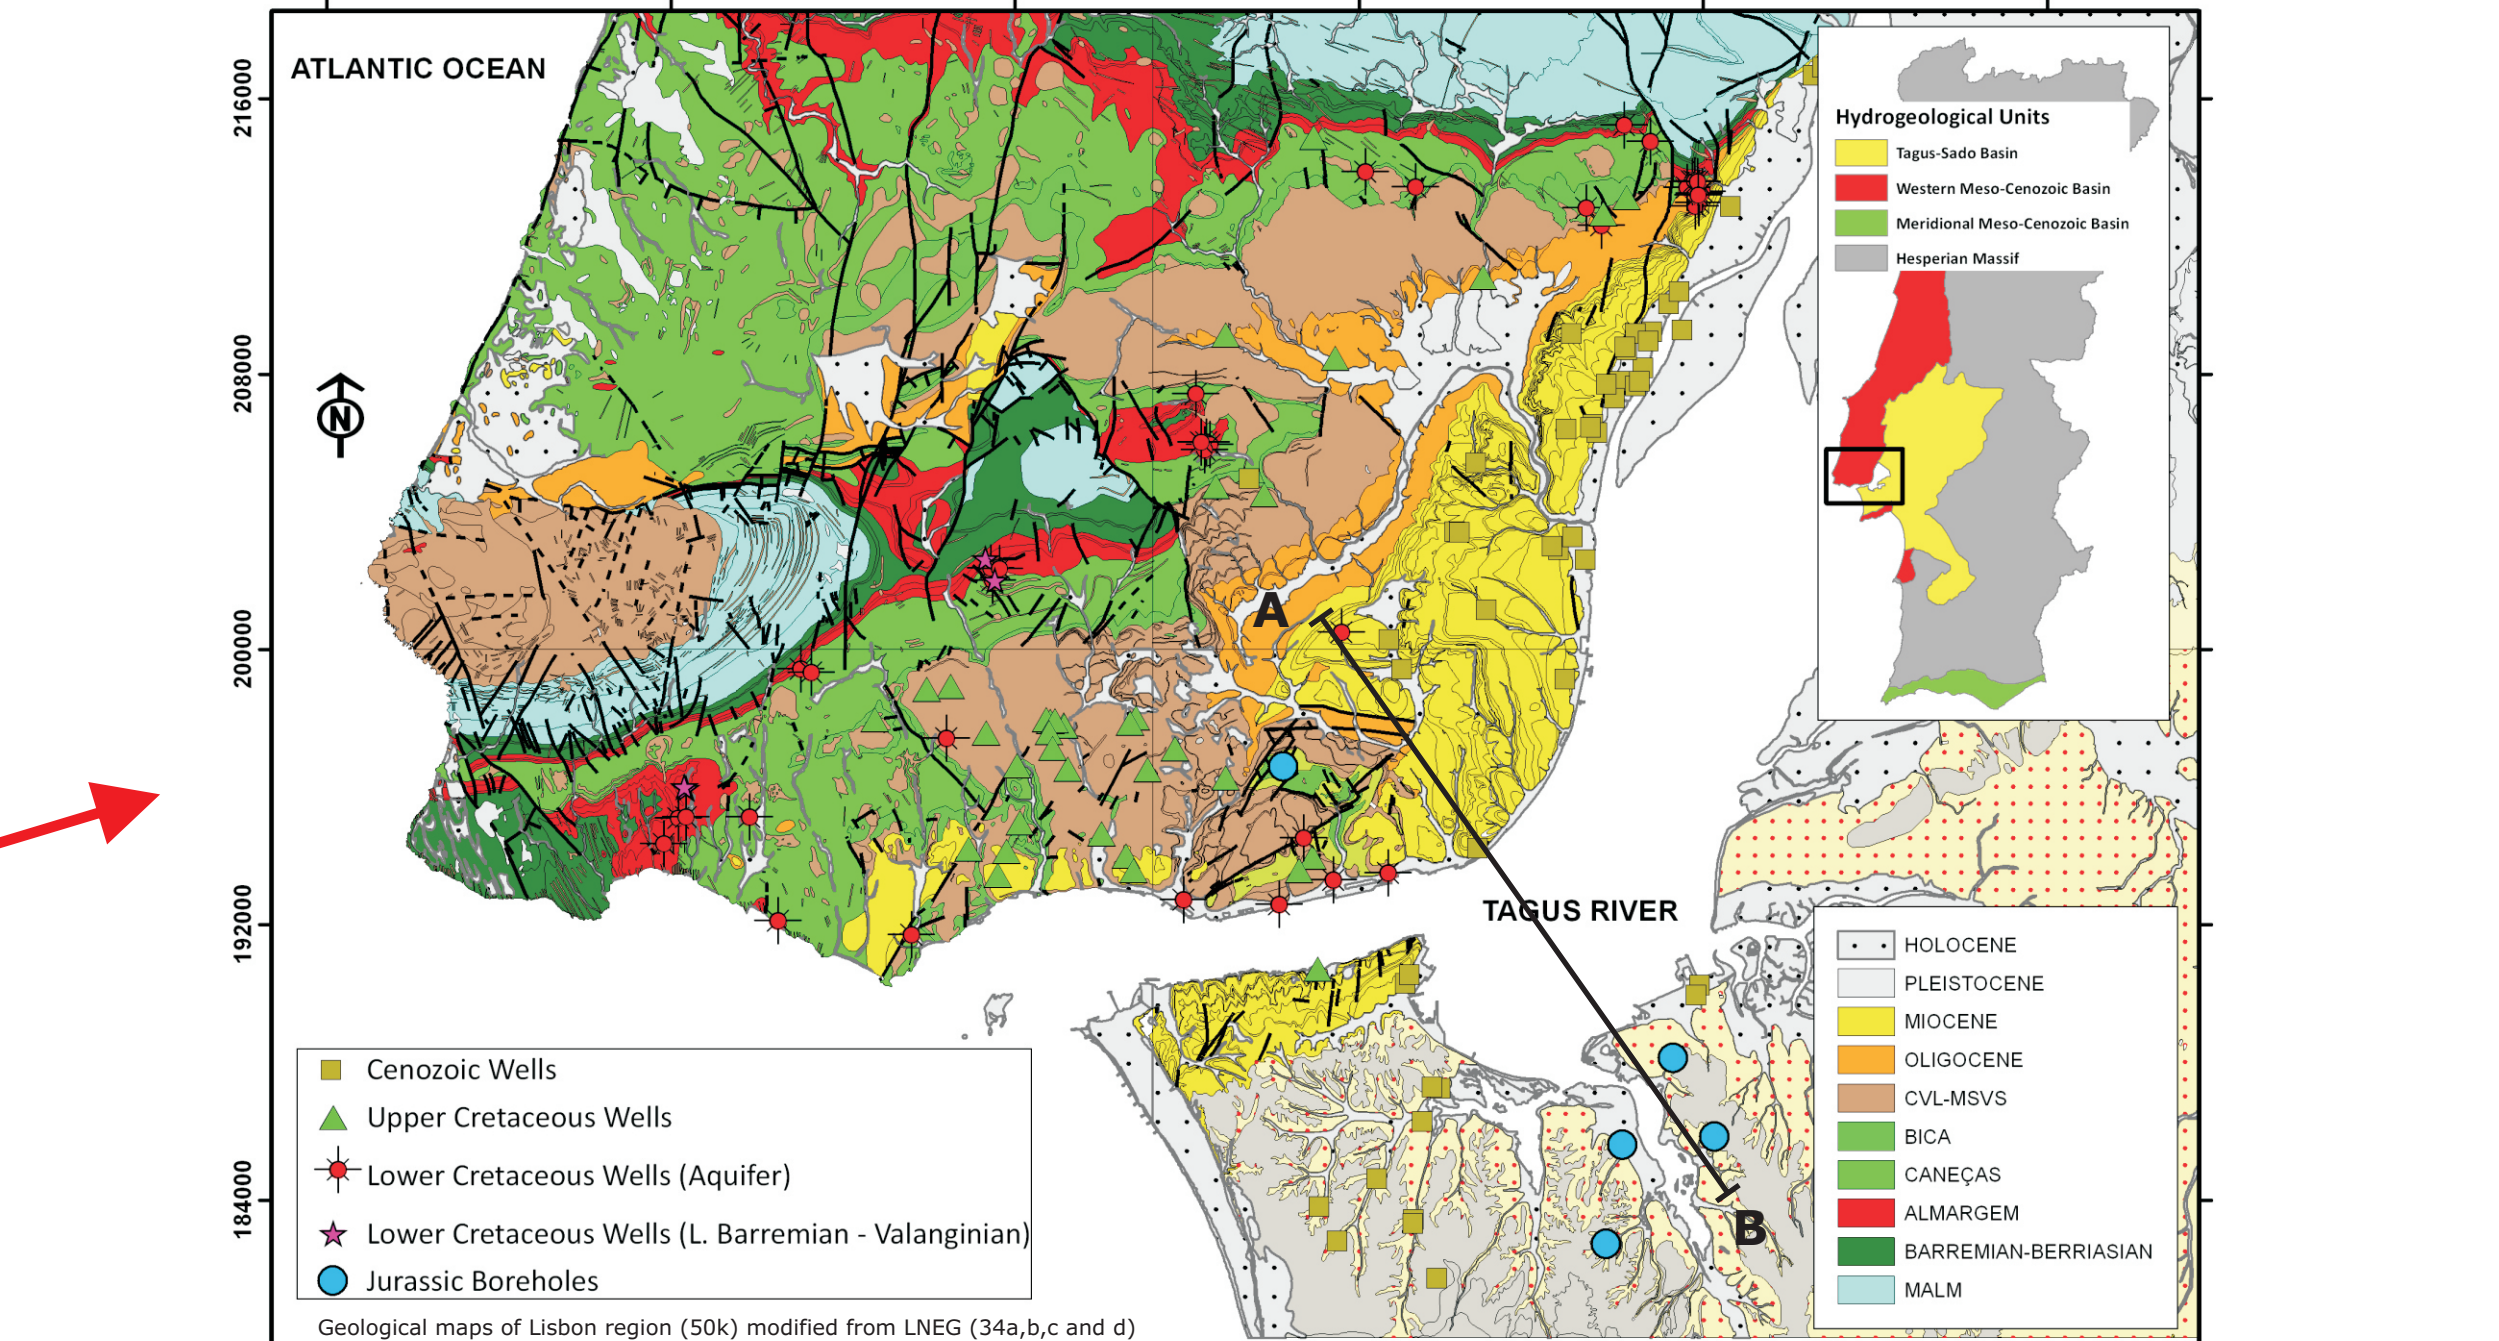 ATLANTIC OCEAN
216000
208000
200000
192000
184000
N
A
B
TAGUS RIVER
Hydrogeological Units
Tagus-Sado Basin
Western Meso-Cenozoic Basin
Meridional Meso-Cenozoic Basin
Hesperian Massif
HOLOCENE
PLEISTOCENE
MIOCENE
OLIGOCENE
CVL-MSVS
BICA
CANEÇAS
ALMARGEM
BARREMIAN-BERRIASIAN
MALM
Cenozoic Wells
Upper Cretaceous Wells
Lower Cretaceous Wells (Aquifer)
Lower Cretaceous Wells (L. Barremian - Valanginian)
Jurassic Boreholes
Geological maps of Lisbon region (50k) modified from LNEG (34a,b,c and d)